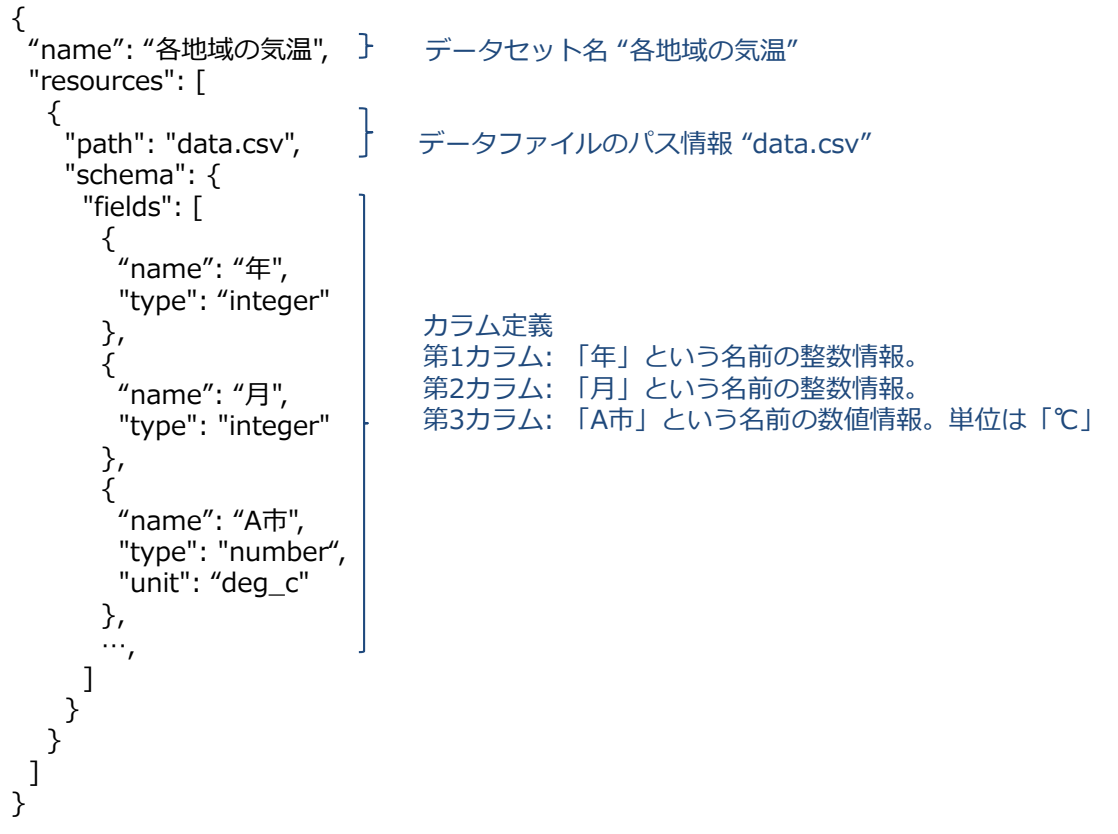 {
“name”: “各地域の気温", データセット名 “各地域の気温”
"resources": [
{
"path": "data.csv", データファイルのパス情報 “data.csv”
"schema": {
"fields": [
{
“name”: “年",
"type": “integer"
},
{
“name”: “月",
"type": "integer"
},
{
“name”: “A市",
"type": "number“,
"unit": “deg_c"
},
…,
]
}
}
]
}
カラム定義
第1カラム: 「年」という名前の整数情報。
第2カラム: 「月」という名前の整数情報。
第3カラム: 「A市」という名前の数値情報。単位は「℃」